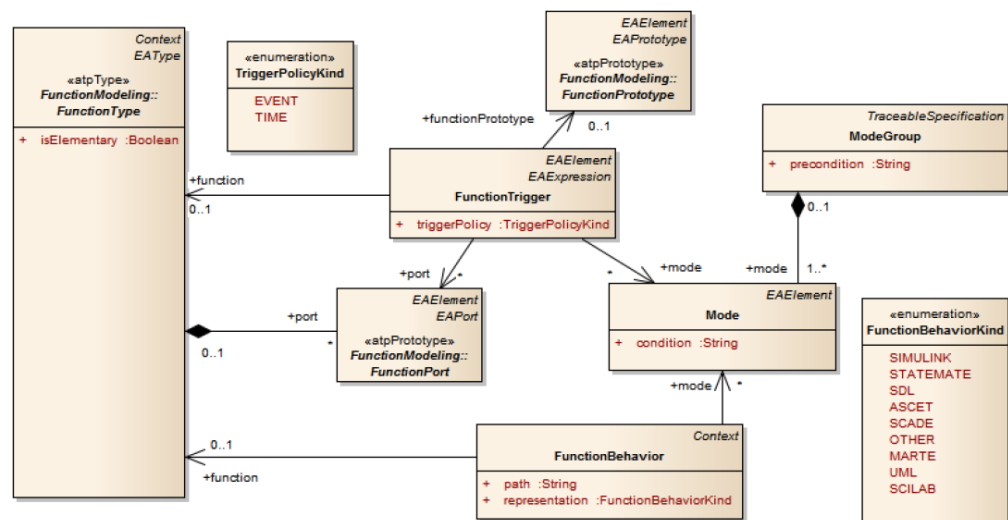 Context
EAType
«atpType»
FunctionModeling::
FunctionType
+ isElementary :Boolean
«enumeration»
TriggerPolicyKind
EVENT
TIME
EAElement
EAPrototype
«atpPrototype»
FunctionModeling::
FunctionPrototype
+functionPrototype
0..1
TraceableSpecification
ModeGroup
+ precondition :String
+function
0..1
EAElement
EAExpression
FunctionTrigger
+ triggerPolicy :TriggerPolicyKind
0..1
+port
*
*
+mode
+mode
1..*
+port
0..1
*
EAElement
EAPort
«atpPrototype»
FunctionModeling::
FunctionPort
EAElement
Mode
+ condition :String
«enumeration»
FunctionBehaviorKind
SIMULINK
STATEMATE
SDL
ASCET
SCADE
OTHER
MARTE
UML
SCILAB
+mode
*
0..1
+function
Context
FunctionBehavior
+ path :String
+ representation :FunctionBehaviorKind